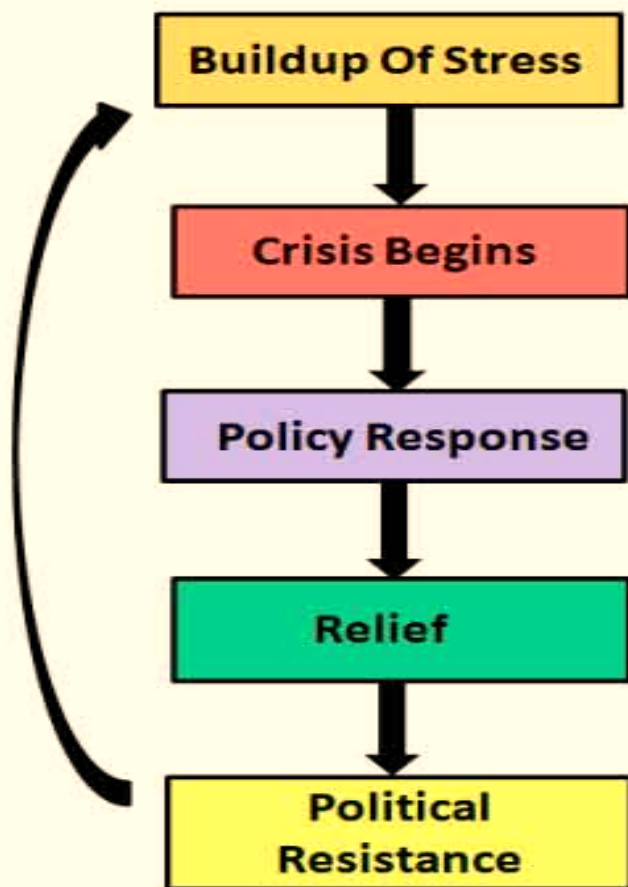 Buildup Of Stress
Crisis Begins
Policy Response
Relief
Political
Resistance